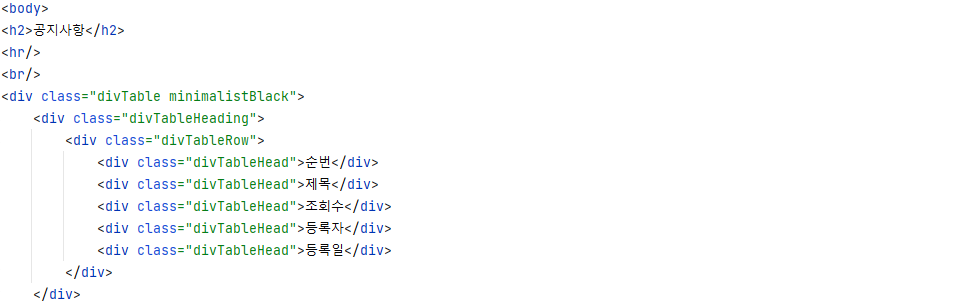 <body>
<h2>공지사항</h2>
<hr/>
<br/>
<div class="divTable minimalistBlack">
    <div class="divTableHeading">
        <div class="divTableRow">
            <div class="divTableHead">순번</div>
            <div class="divTableHead">제목</div>
            <div class="divTableHead">조회수</div>
            <div class="divTableHead">등록자</div>
            <div class="divTableHead">등록일</div>
        </div>
    </div>